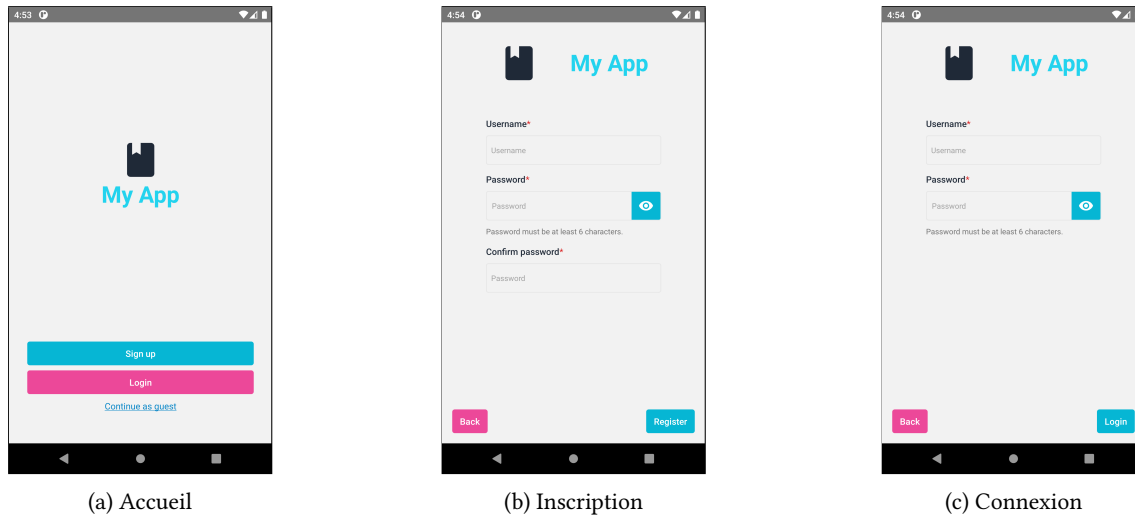 4:53
My App
Sign up
Login
Continue as guest
(a) Accueil
4:54
My App
Username*
Username
Password*
Password
Password must be at least 6 characters.
Confirm password*
Password
Back
Register
(b) Inscription
4:54
My App
Username*
Username
Password*
Password
Password must be at least 6 characters.
Back
Login
(c) Connexion